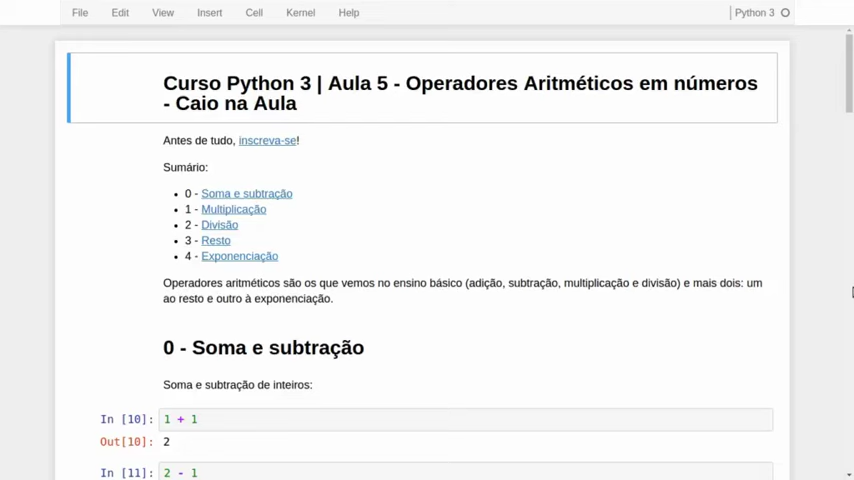 File Edit View Insert Cell Kernel Help Python 3
Curso Python 3 | Aula 5 - Operadores Aritméticos em números
- Caio na Aula
Antes de tudo, inscreva-se!
Sumário:
• 0 - Soma e subtração
• 1 - Multiplicação
• 2 - Divisão
• 3 - Resto
• 4 - Exponenciação
Operadores aritméticos são os que vemos no ensino básico (adição, subtração, multiplicação e divisão) e mais dois: um
ao resto e outro à exponenciação.
0 - Soma e subtração
Soma e subtração de inteiros:
In [10]: 1 + 1
Out[10]: 2
In [11]: 2 - 1